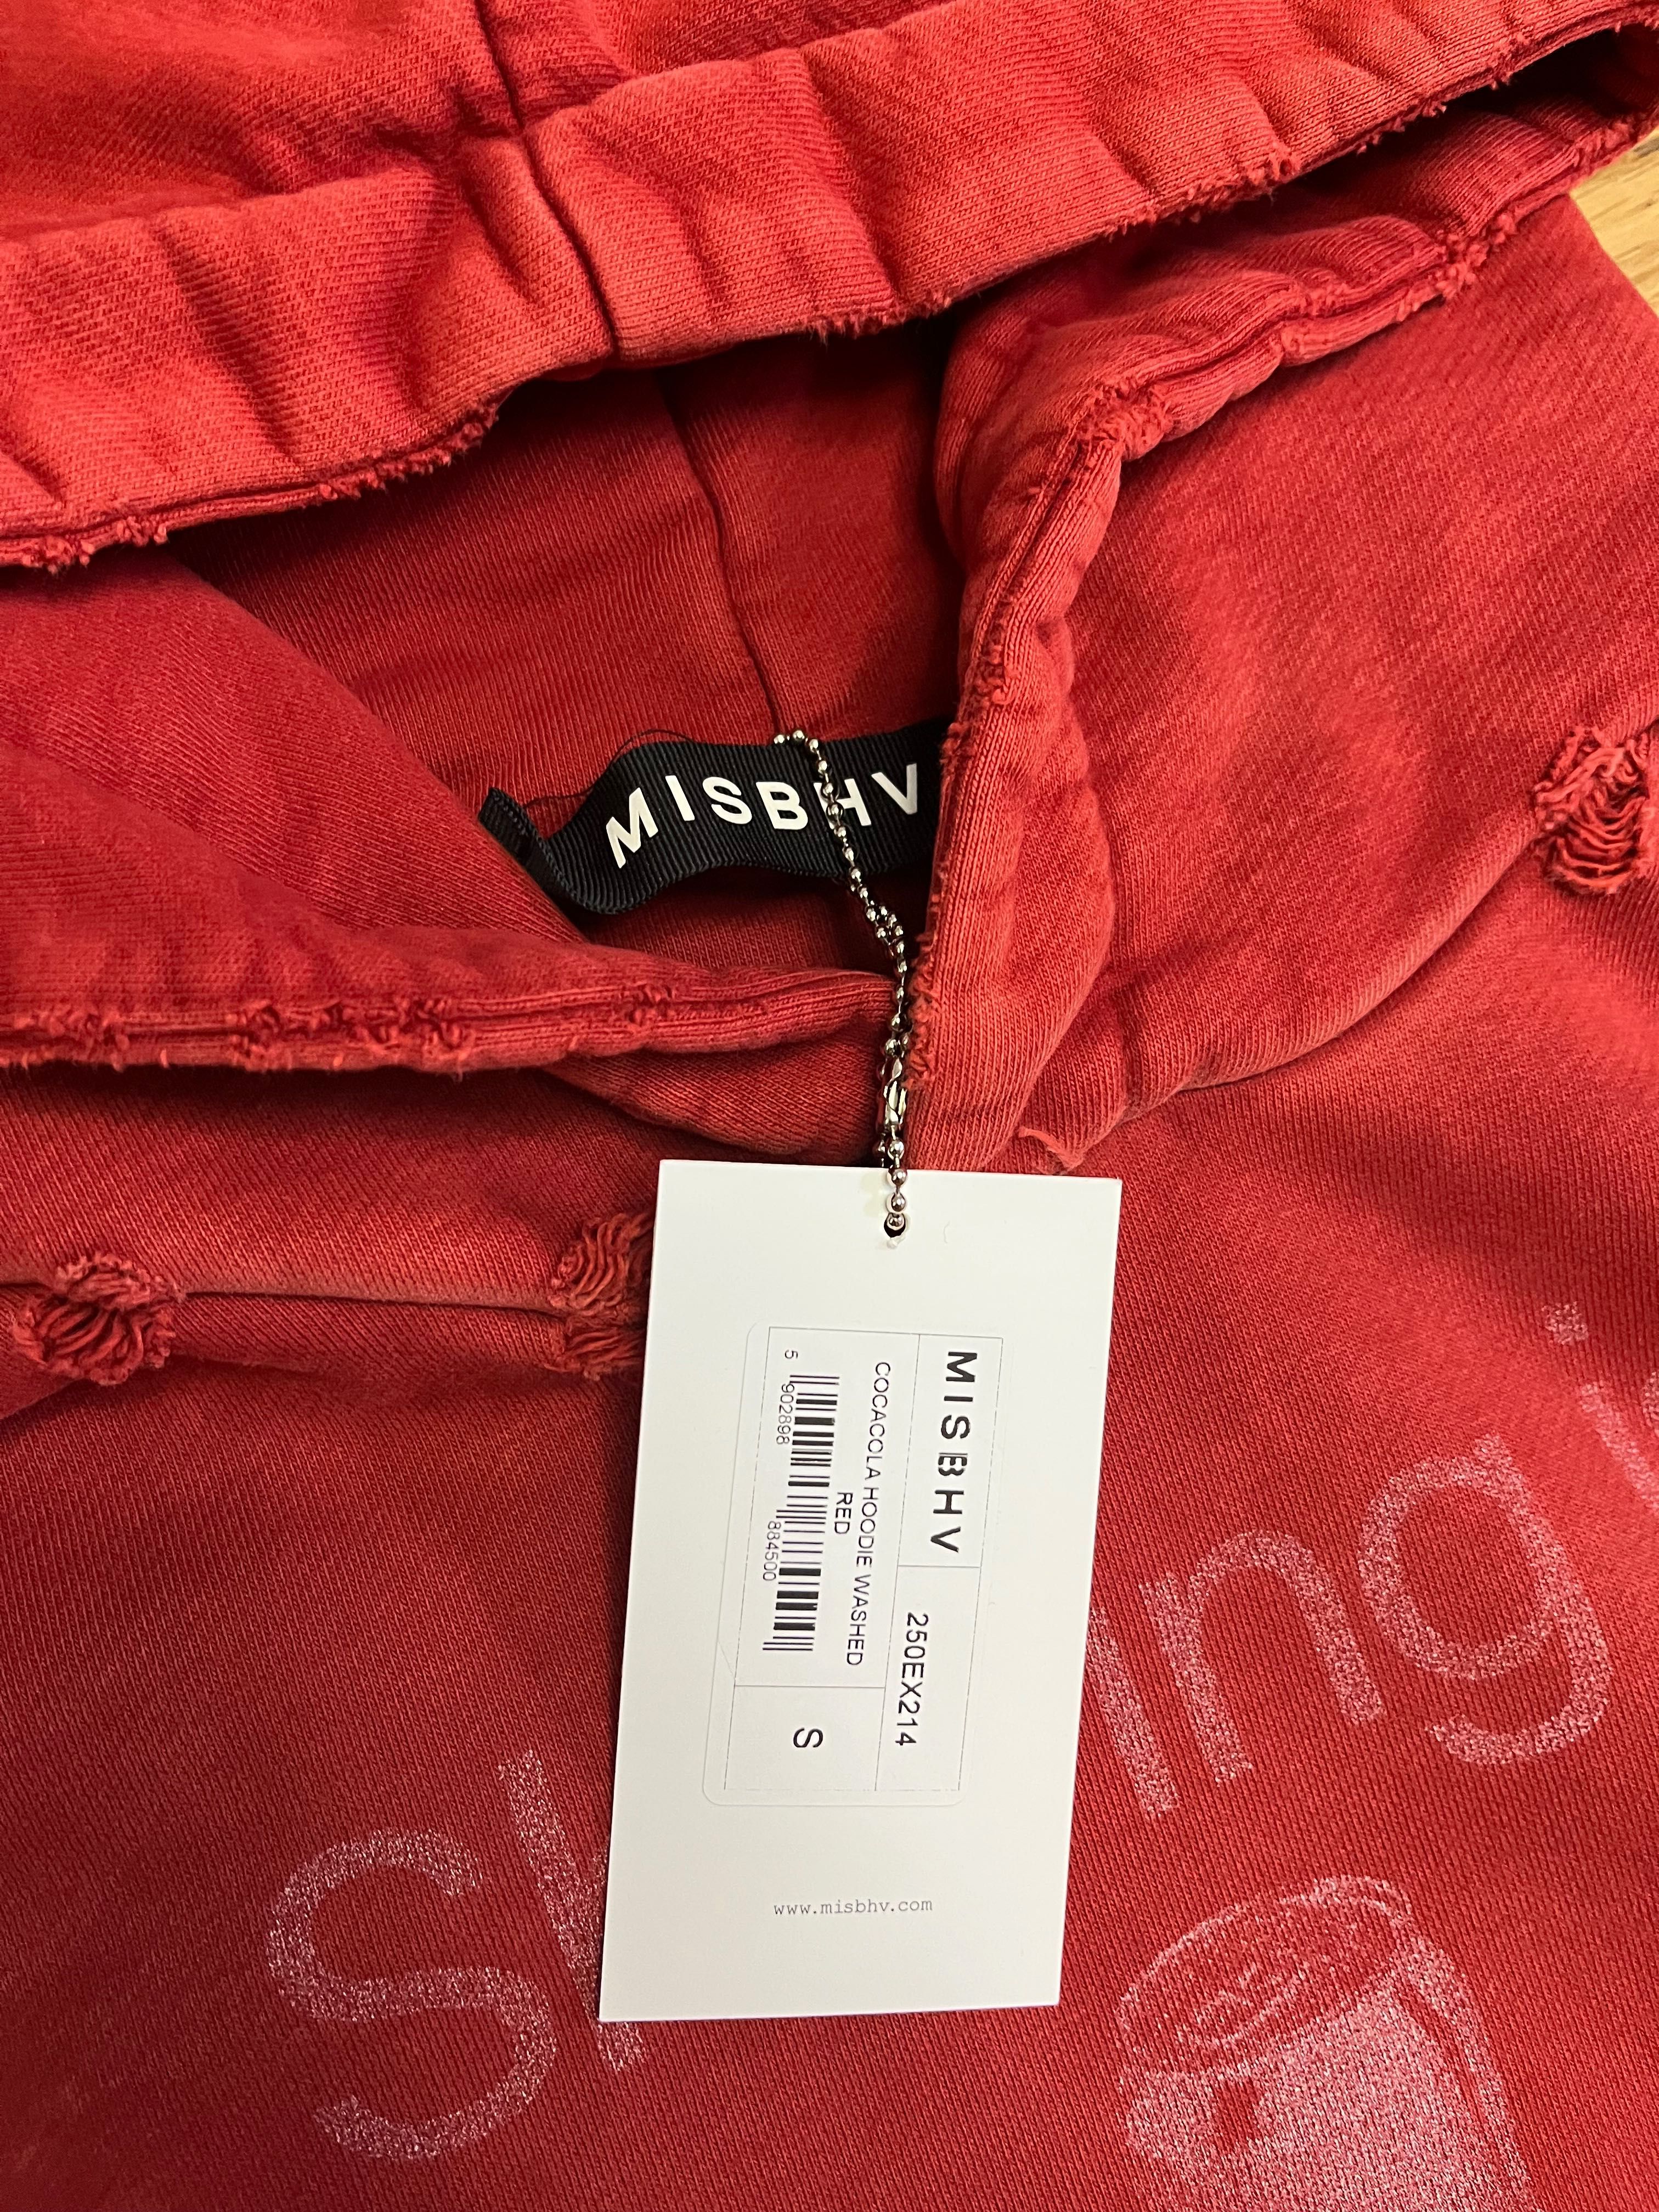 MISBHV
MISBHV
250EX214
COCACOLA HOODIE WASHED
RED
5 902898 884500
S
www.misbhv.com
ing